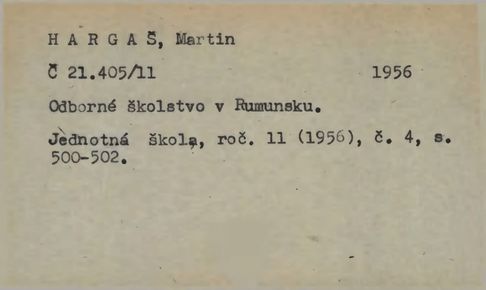 H A R G A Š, Martin
Č 21.405/11 1956
Odborné školstvo v Rumunsku.
Jednotná škola, roč. 11 (1956), č. 4, s.
500-502.